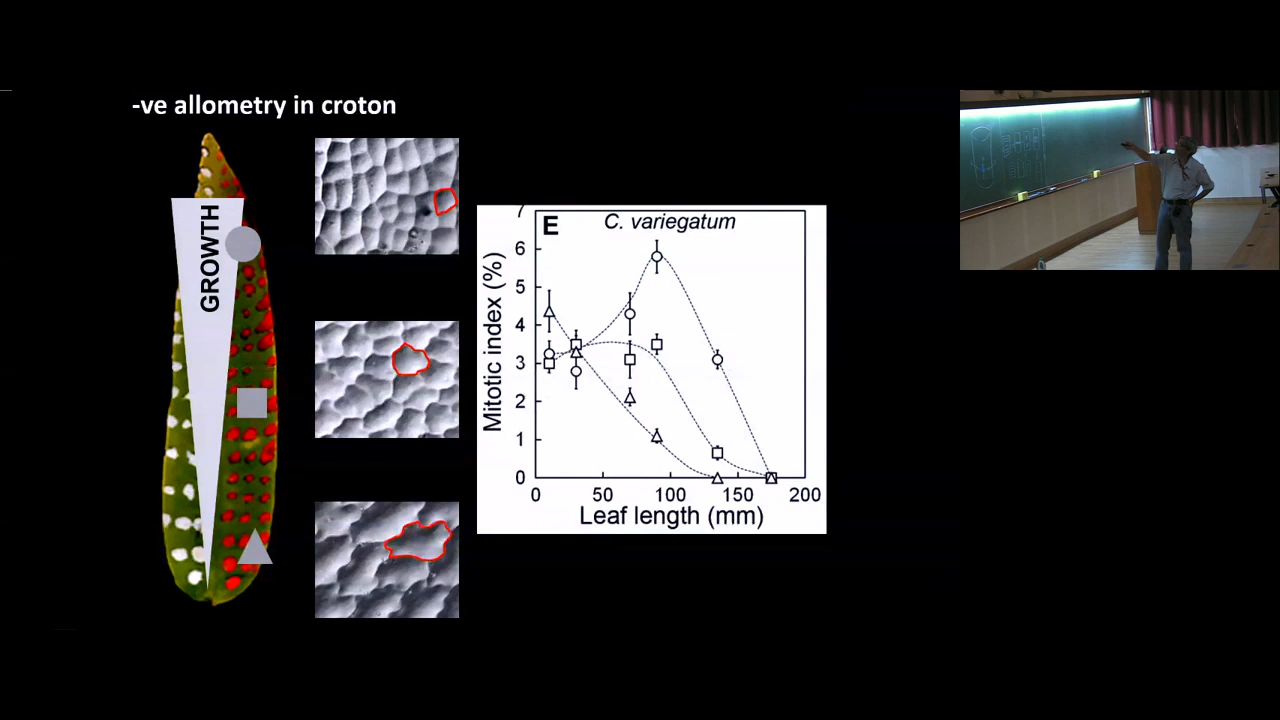 -ve allometry in croton
GROWTH
E
C. variegatum
Mitotic index (%)
7
6
5
4
3
2
1
0
0 50 100 150 200
Leaf length (mm)